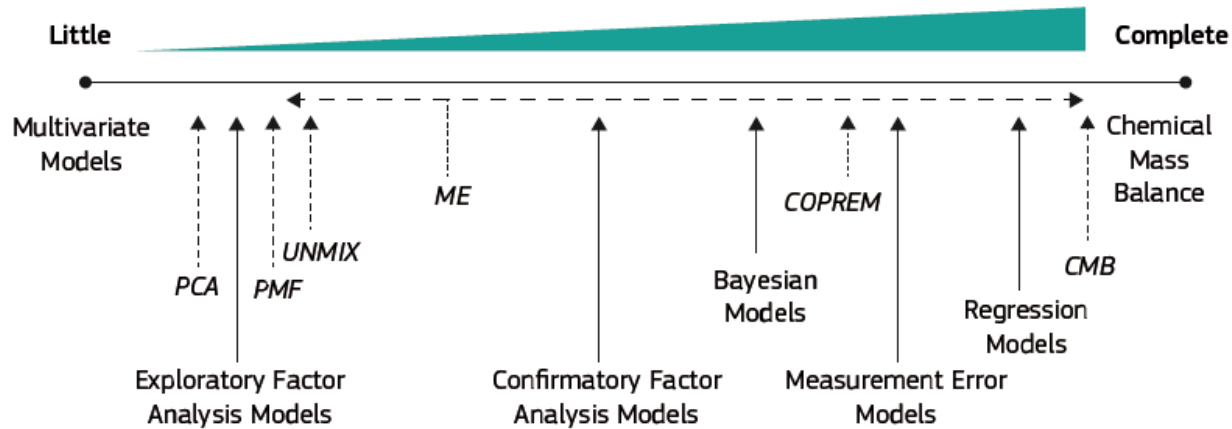 Little
Complete
Multivariate
Models
Chemical
Mass
Balance
ME
COPREM
UNMIX
PCA
PMF
Bayesian
Models
CMB
Regression
Models
Exploratory Factor
Analysis Models
Confirmatory Factor
Analysis Models
Measurement Error
Models